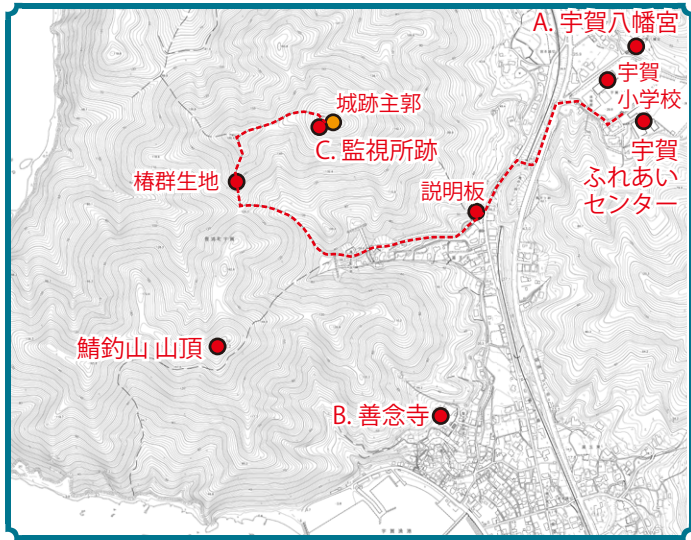 A. 宇賀八幡宮
宇賀
小学校
城跡主郭
C. 監視所跡
宇賀
ふれあい
センター
椿群生地
説明板
鯖釣山 山頂
B. 善念寺